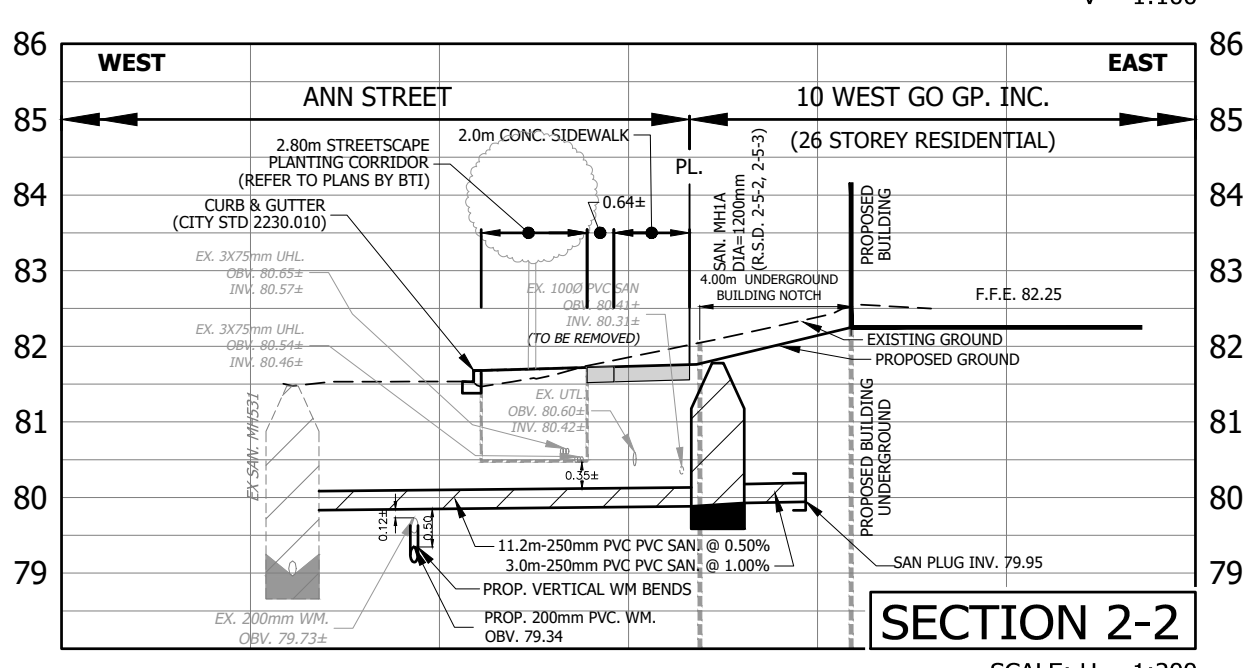 V - 1:100
86
86
WEST
EAST
ANN STREET
10 WEST GO GP. INC.
85
85
(26 STOREY RESIDENTIAL)
2.80m STREETSCAPE
PLANTING CORRIDOR
(REFER TO PLANS BY BTI)
2.0m CONC. SIDEWALK
PL.
SAN. MH1A
DIA=1200mm
(R.S.D. 2-5-2, 2-5-3)
84
84
CURB & GUTTER
(CITY STD 2230.010)
0.64±
PROPOSED
BUILDING
EX. 3X75mm UHL.
OBV. 80.65±
INV. 80.57±
83
83
EX. 100Ø PVC SAN
OBV. 80.41±
INV. 80.31±
(TO BE REMOVED)
4.00m UNDERGROUND
BUILDING NOTCH
F.F.E. 82.25
EX. 3X75mm UHL.
OBV. 80.54±
INV. 80.46±
82
82
EXISTING GROUND
PROPOSED GROUND
EX. UTL.
OBV. 80.60±
INV. 80.42±
81
81
EX SAN. MH531
PROPOSED BUILDING
UNDERGROUND
0.35±
80
80
0.12±
0.50
11.2m-250mm PVC PVC SAN. @ 0.50%
3.0m-250mm PVC PVC SAN. @ 1.00%
SAN PLUG INV. 79.95
79
79
PROP. VERTICAL WM BENDS
EX. 200mm WM.
OBV. 79.73±
PROP. 200mm PVC. WM.
OBV. 79.34
SECTION 2-2
SCALE: H - 1:200